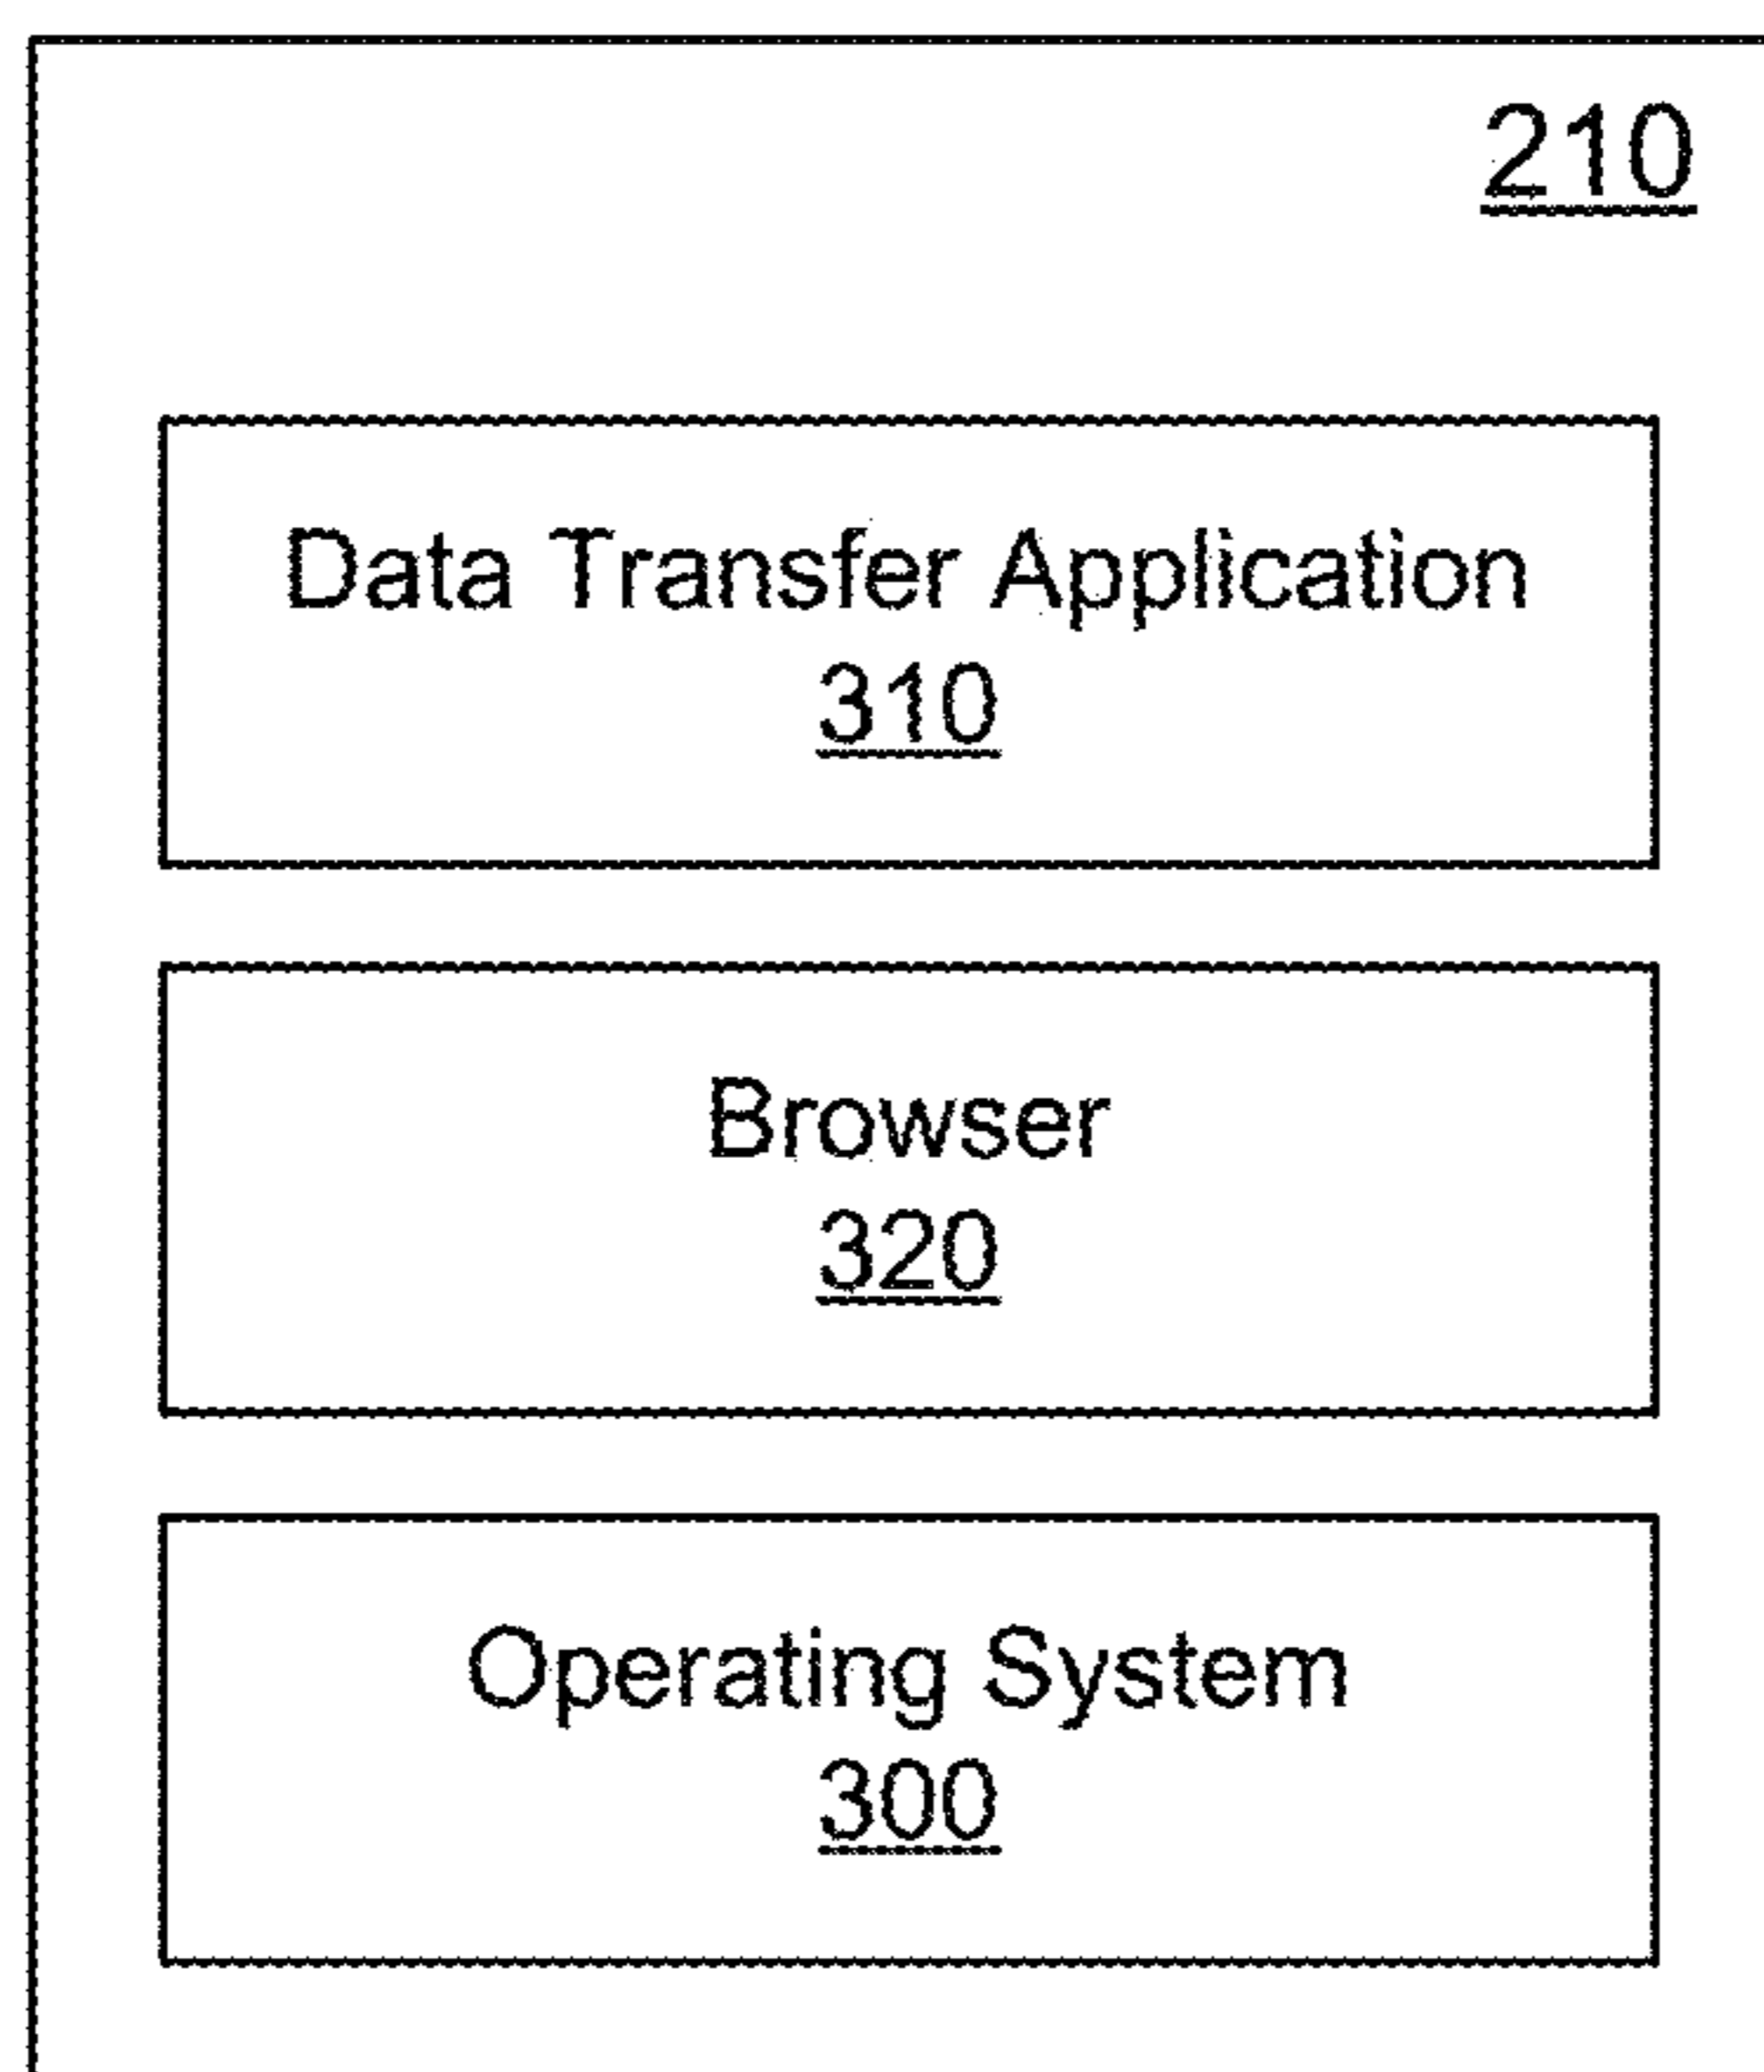 210
Data Transfer Application
310
Browser
320
Operating System
300